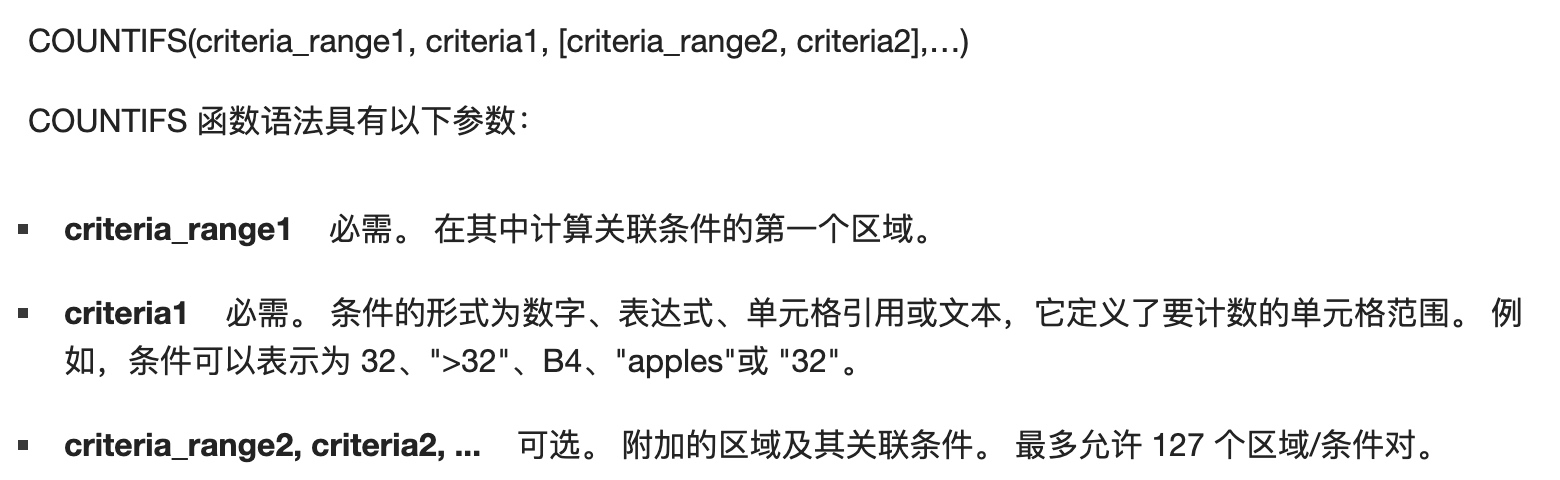 COUNTIFS(criteria_range1, criteria1, [criteria_range2, criteria2],…)
COUNTIFS 函数语法具有以下参数：
▪ criteria_range1 必需。 在其中计算关联条件的第一个区域。
▪ criteria1 必需。 条件的形式为数字、表达式、单元格引用或文本，它定义了要计数的单元格范围。 例
如，条件可以表示为 32、">32"、B4、"apples"或 "32"。
▪ criteria_range2, criteria2, ... 可选。 附加的区域及其关联条件。 最多允许 127 个区域/条件对。